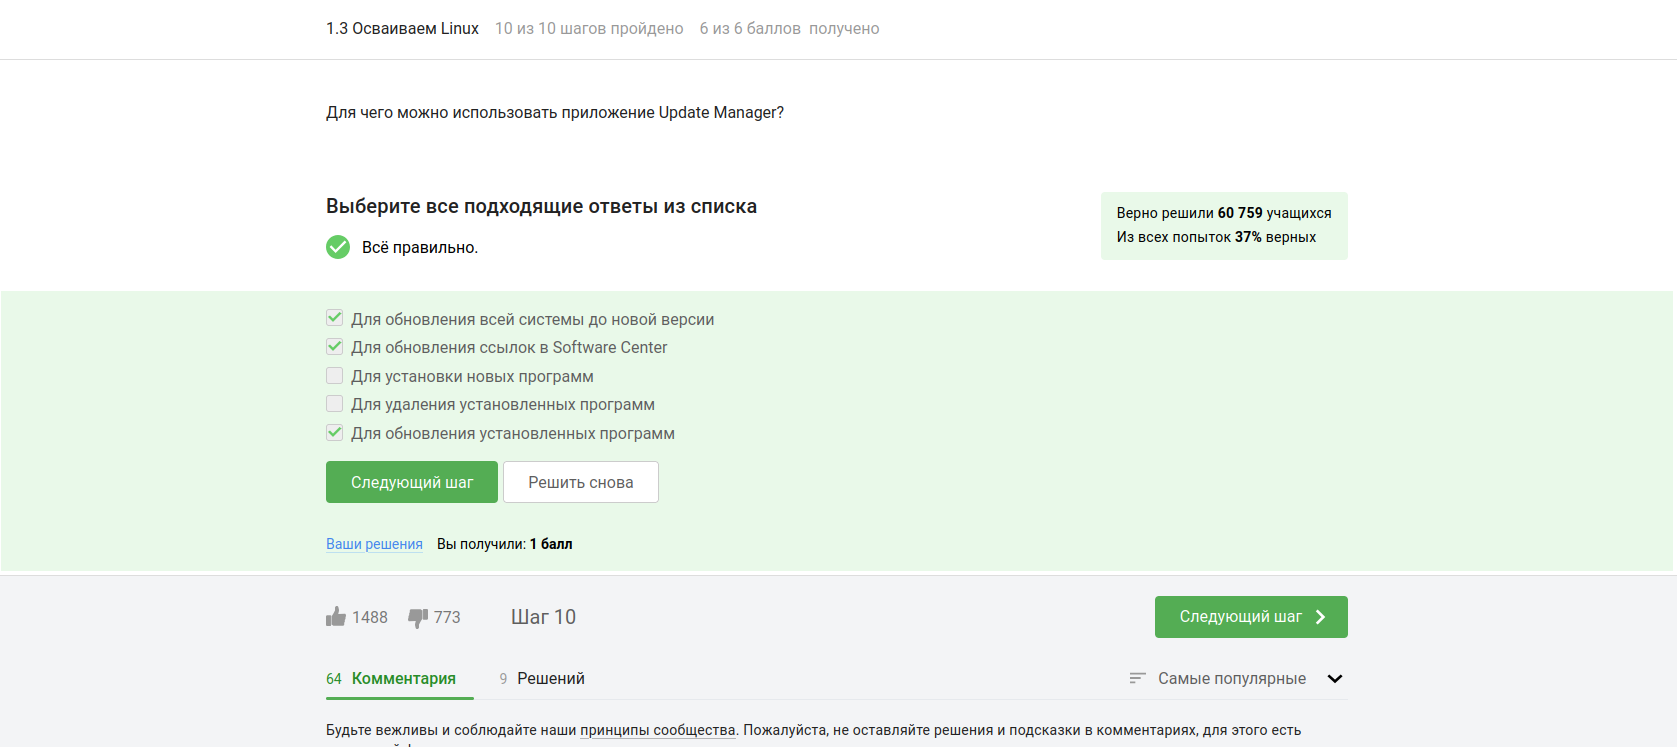 1.3 Осваиваем Linux 10 из 10 шагов пройдено 6 из 6 баллов получено
Для чего можно использовать приложение Update Manager?
Выберите все подходящие ответы из списка
Всё правильно.
Верно решили 60 759 учащихся
Из всех попыток 37% верных
Для обновления всей системы до новой версии
Для обновления ссылок в Software Center
Для установки новых программ
Для удаления установленных программ
Для обновления установленных программ
Следующий шаг Решить снова
Ваши решения Вы получили: 1 балл
1488 773 Шаг 10 Следующий шаг
64 Комментария 9 Решений Самые популярные
Будьте вежливы и соблюдайте наши принципы сообщества. Пожалуйста, не оставляйте решения и подсказки в комментариях, для этого есть